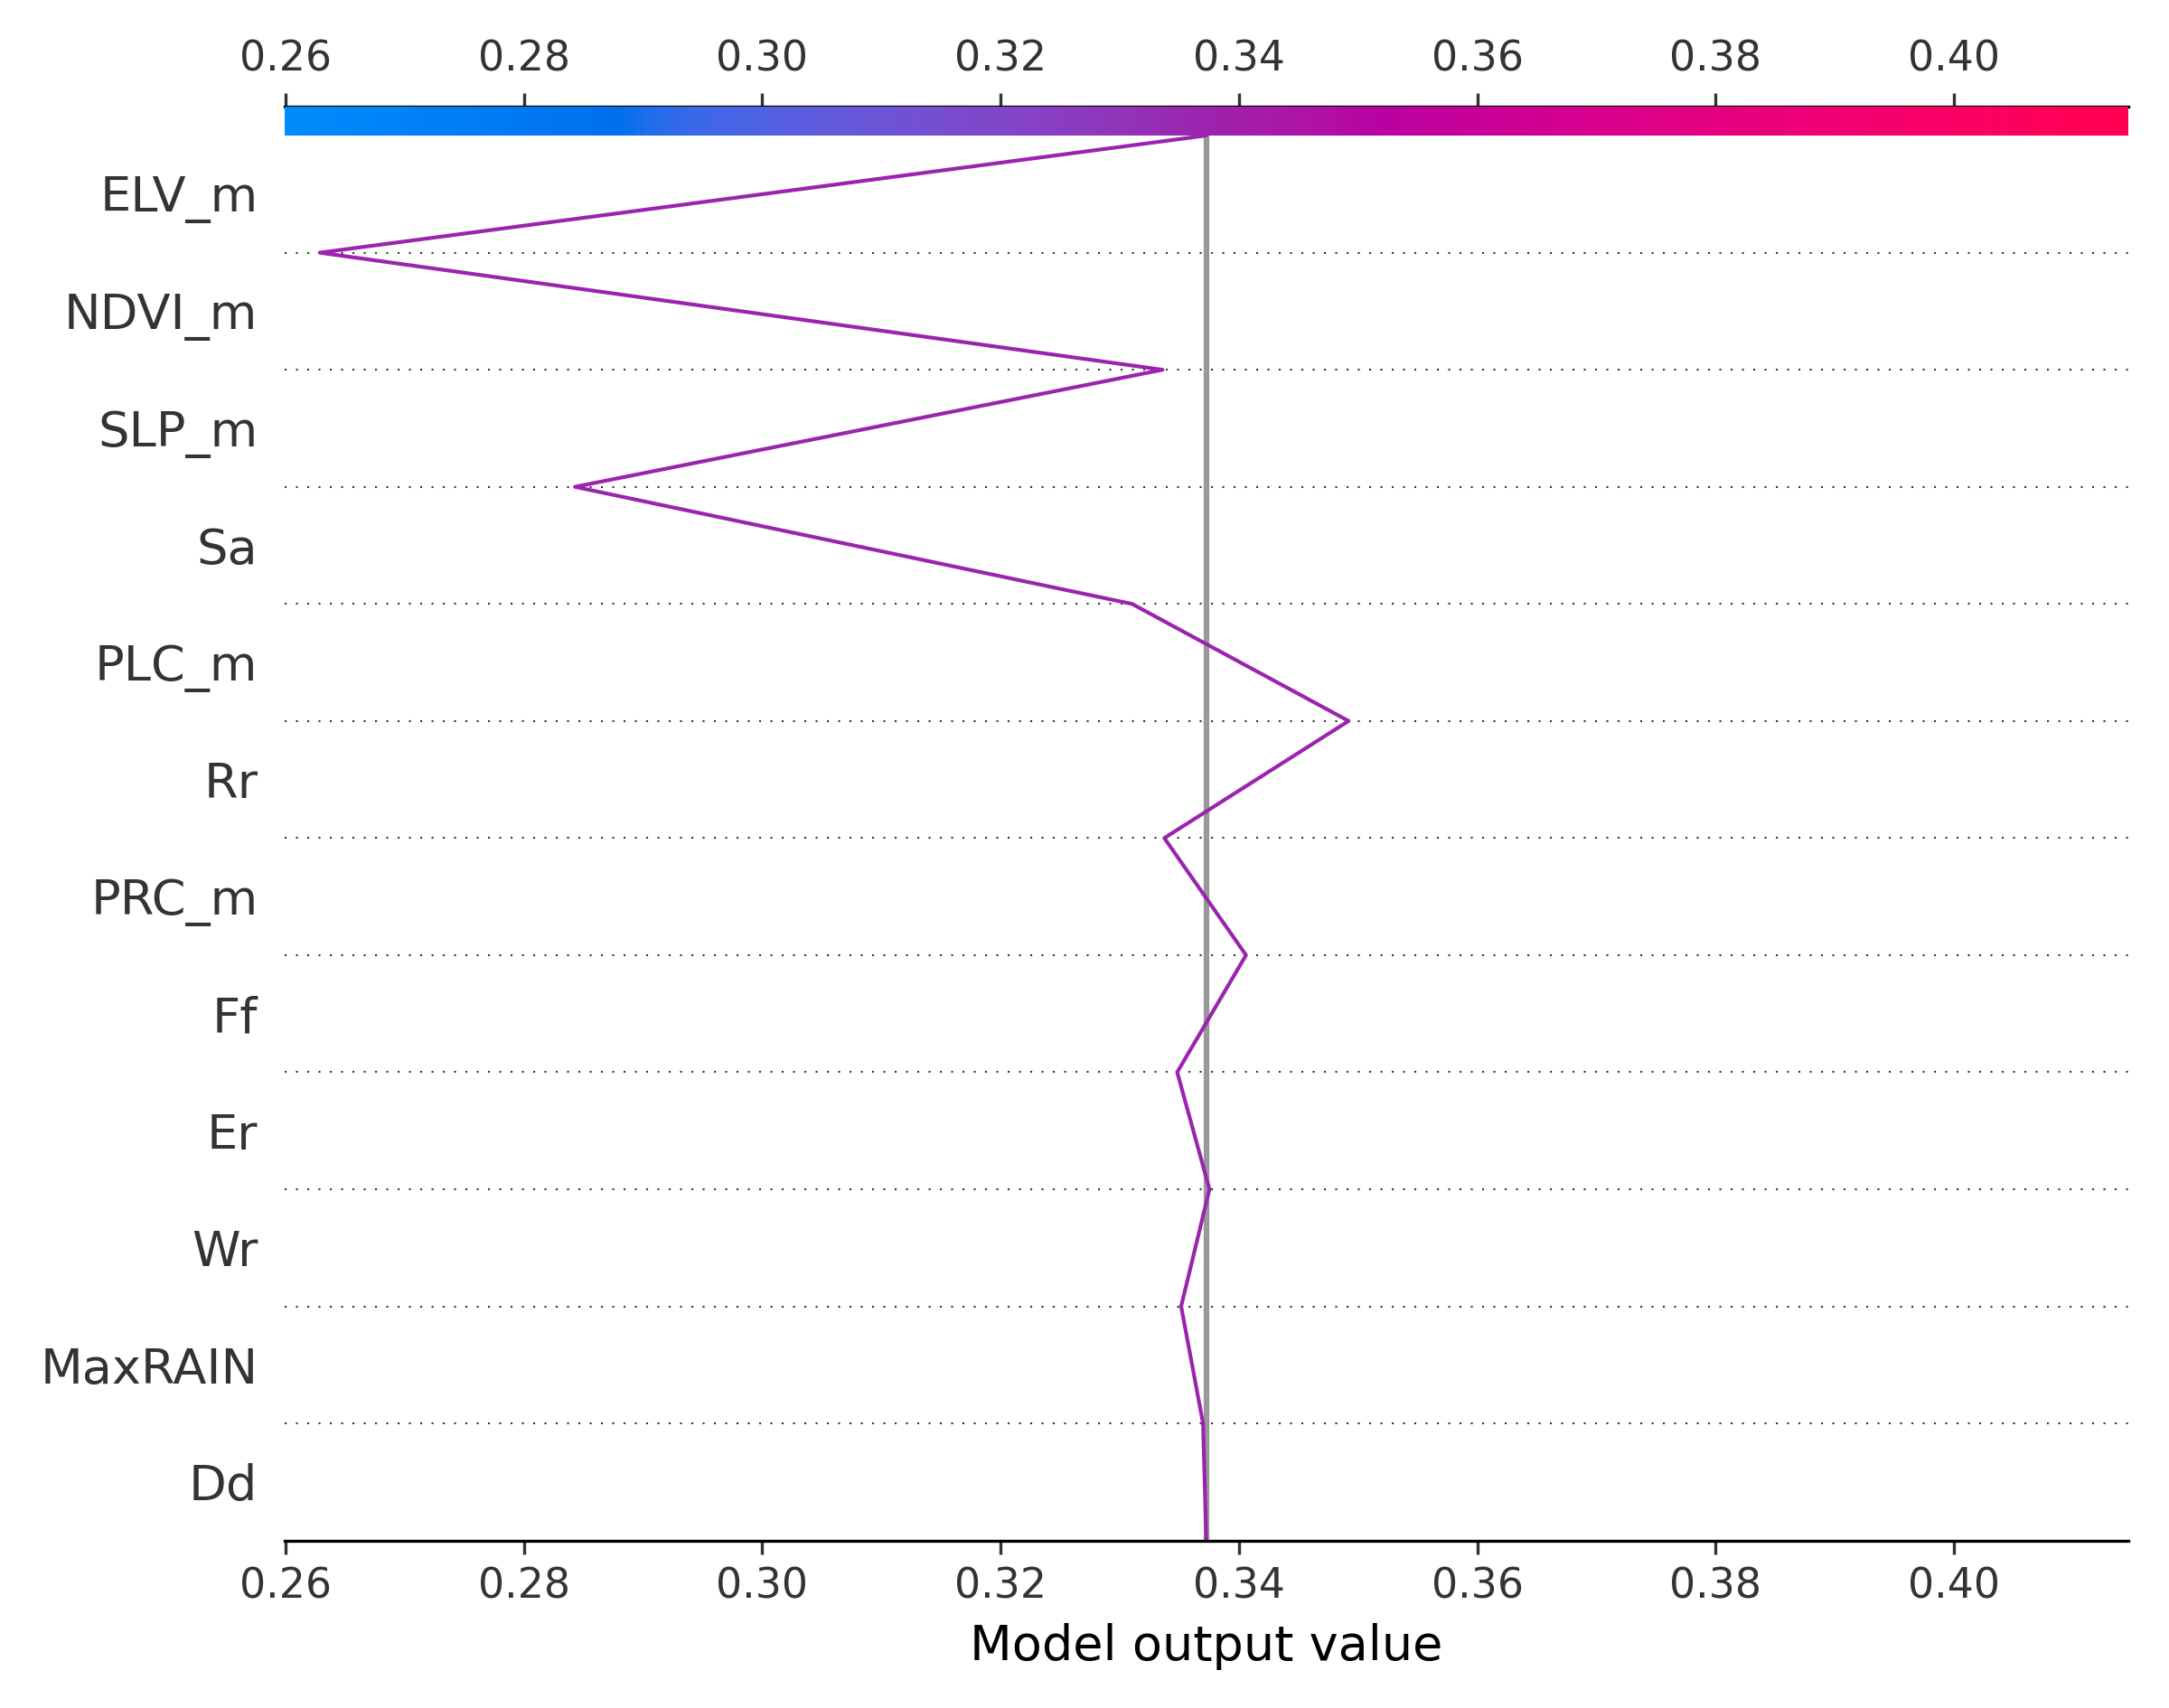 0.26 0.28 0.30 0.32 0.34 0.36 0.38 0.40
ELV_m
NDVI_m
SLP_m
Sa
PLC_m
Rr
PRC_m
Ff
Er
Wr
MaxRAIN
Dd
0.26 0.28 0.30 0.32 0.34 0.36 0.38 0.40
Model output value